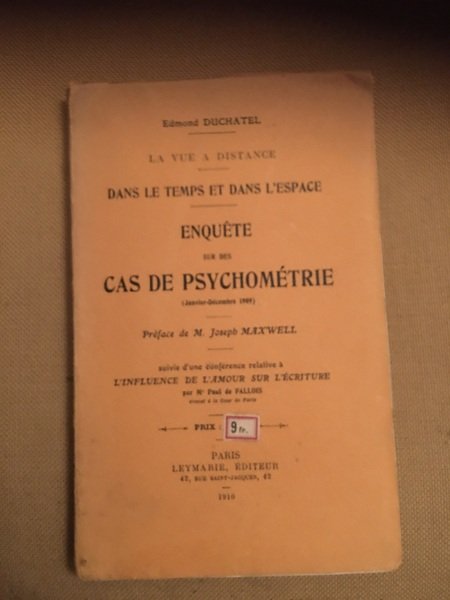 Edmond DUCHATEL
LA VUE A DISTANCE
DANS LE TEMPS ET DANS L'ESPACE
ENQUÊTE
SUR DES
CAS DE PSYCHOMÉTRIE
(Janvier-Décembre 1909)
Préface de M. Joseph MAXWELL
suivie d'une conférence relative à
L'INFLUENCE DE L'AMOUR SUR L'ÉCRITURE
par Me Paul de FALLOIS
Avocat à la Cour de Paris
PRIX : 9 fr.
PARIS
LEYMARIE, ÉDITEUR
42, RUE SAINT-JACQUES, 42
1910